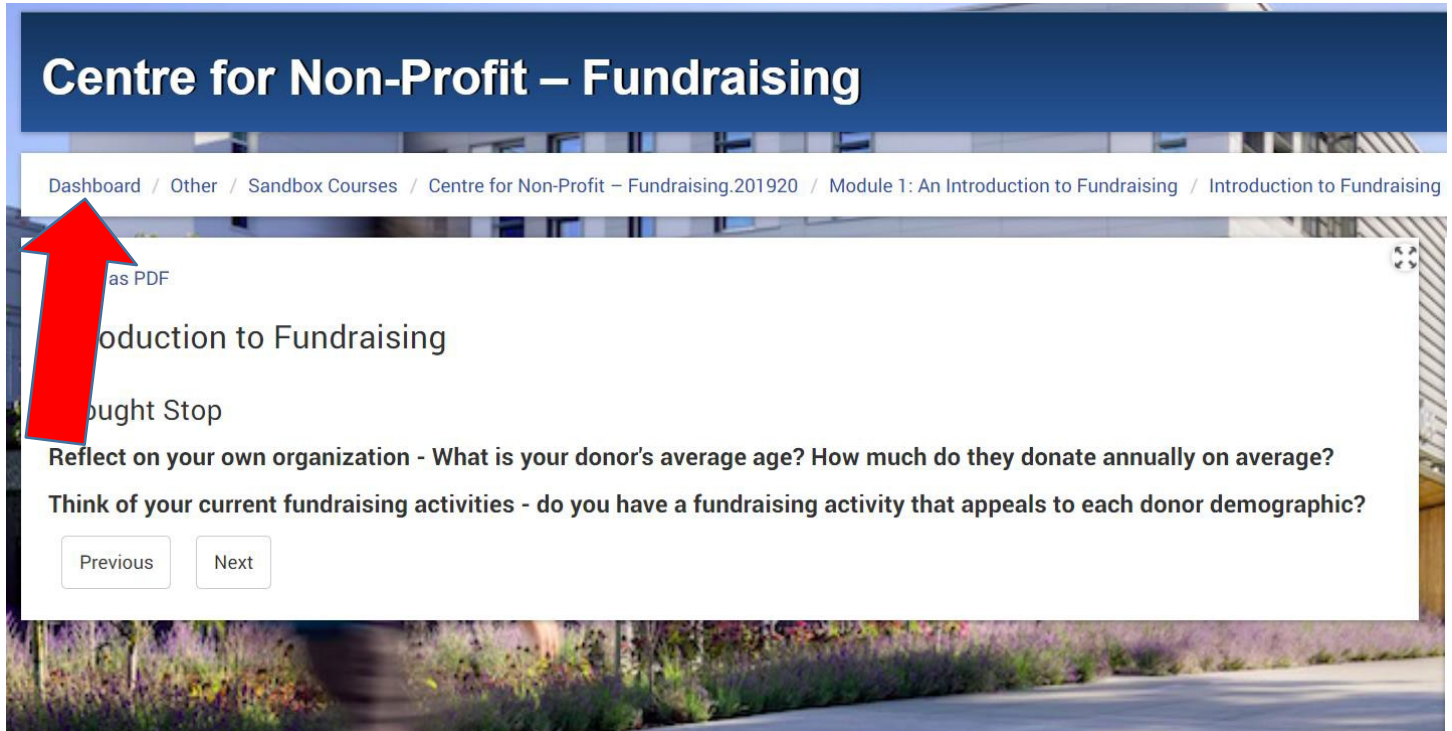 Centre for Non-Profit – Fundraising
Dashboard / Other / Sandbox Courses / Centre for Non-Profit – Fundraising.201920 / Module 1: An Introduction to Fundraising / Introduction to Fundraising
as PDF
oduction to Fundraising
ought Stop
Reflect on your own organization - What is your donor's average age? How much do they donate annually on average?
Think of your current fundraising activities - do you have a fundraising activity that appeals to each donor demographic?
Previous Next